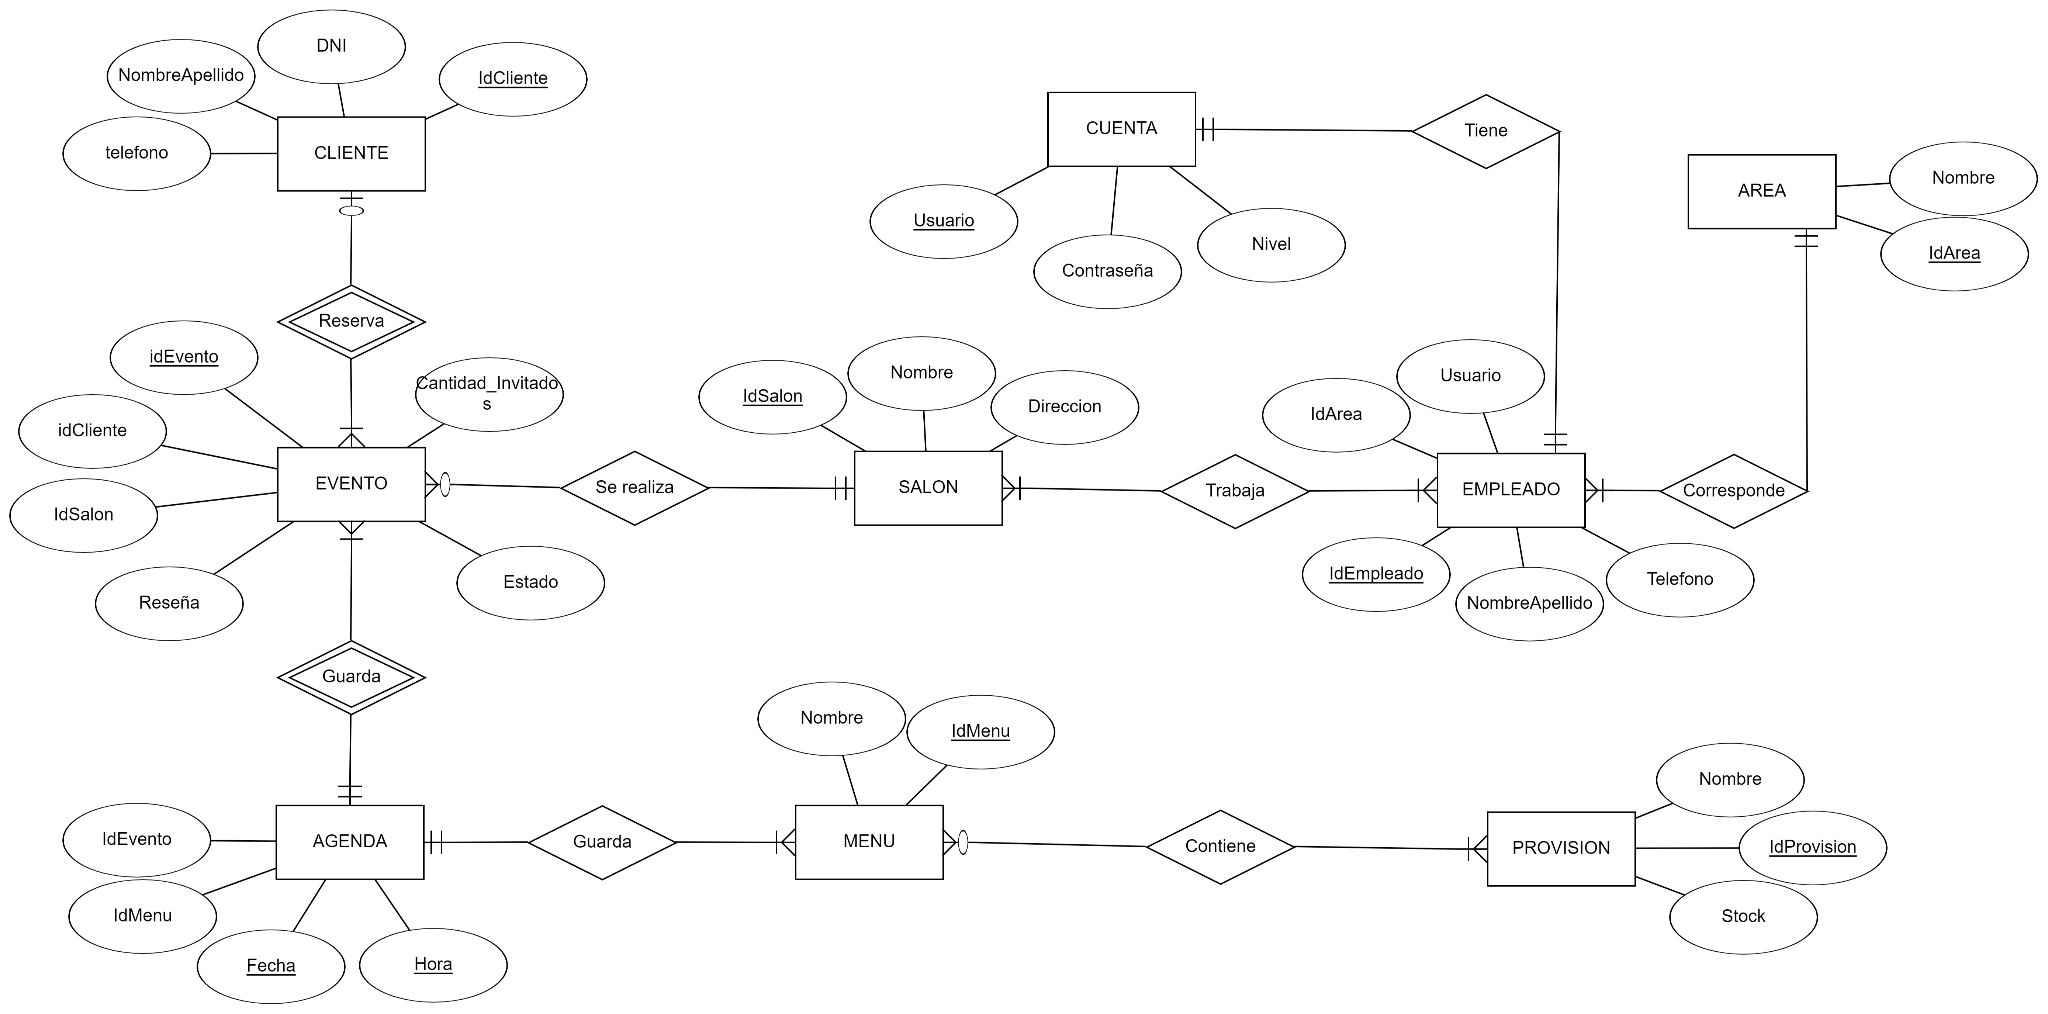 DNI
NombreApellido
IdCliente
telefono
CLIENTE
CUENTA
Tiene
AREA
Nombre
IdArea
Usuario
Contraseña
Nivel
Reserva
idEvento
Cantidad_Invitado
s
idCliente
EVENTO
IdSalon
Reseña
Estado
Se realiza
IdSalon
Nombre
Direccion
SALON
Trabaja
IdArea
Usuario
EMPLEADO
Corresponde
IdEmpleado
NombreApellido
Telefono
Guarda
IdEvento
AGENDA
IdMenu
Fecha
Hora
Guarda
Nombre
IdMenu
MENU
Contiene
PROVISION
Nombre
IdProvision
Stock